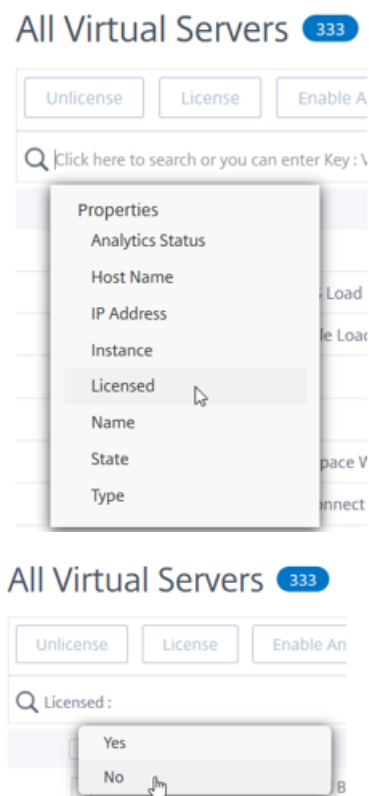 All Virtual Servers 333
Unlicense License Enable A
Click here to search or you can enter Key : V
Properties
Analytics Status
Host Name
Load
IP Address
le Load
Instance
Licensed
Name
State
pace W
Type
onnect
All Virtual Servers 333
Unlicense License Enable An
Licensed :
Yes
No
B